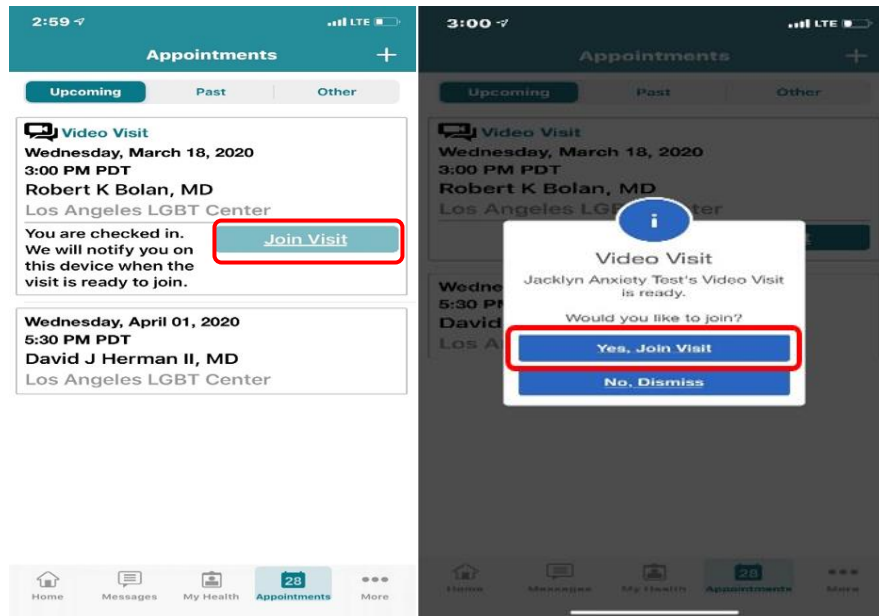 2:59
LTE
Appointments
+
Upcoming Past Other
Video Visit
Wednesday, March 18, 2020
3:00 PM PDT
Robert K Bolan, MD
Los Angeles LGBT Center
You are checked in.
We will notify you on
this device when the
visit is ready to join.
Join Visit
Wednesday, April 01, 2020
5:30 PM PDT
David J Herman II, MD
Los Angeles LGBT Center
Home Messages My Health 28 Appointments More
3:00
LTE
Appointments
+
Upcoming Past Other
Video Visit
Wednesday, March 18, 2020
3:00 PM PDT
Robert K Bolan, MD
Los Angeles LG ter
i
Video Visit
Jacklyn Anxiety Test's Video Visit
is ready.
Would you like to join?
Yes, Join Visit
No, Dismiss
Wedne
5:30 P
David
Los A
Home Messages My Health 28 Appointments More